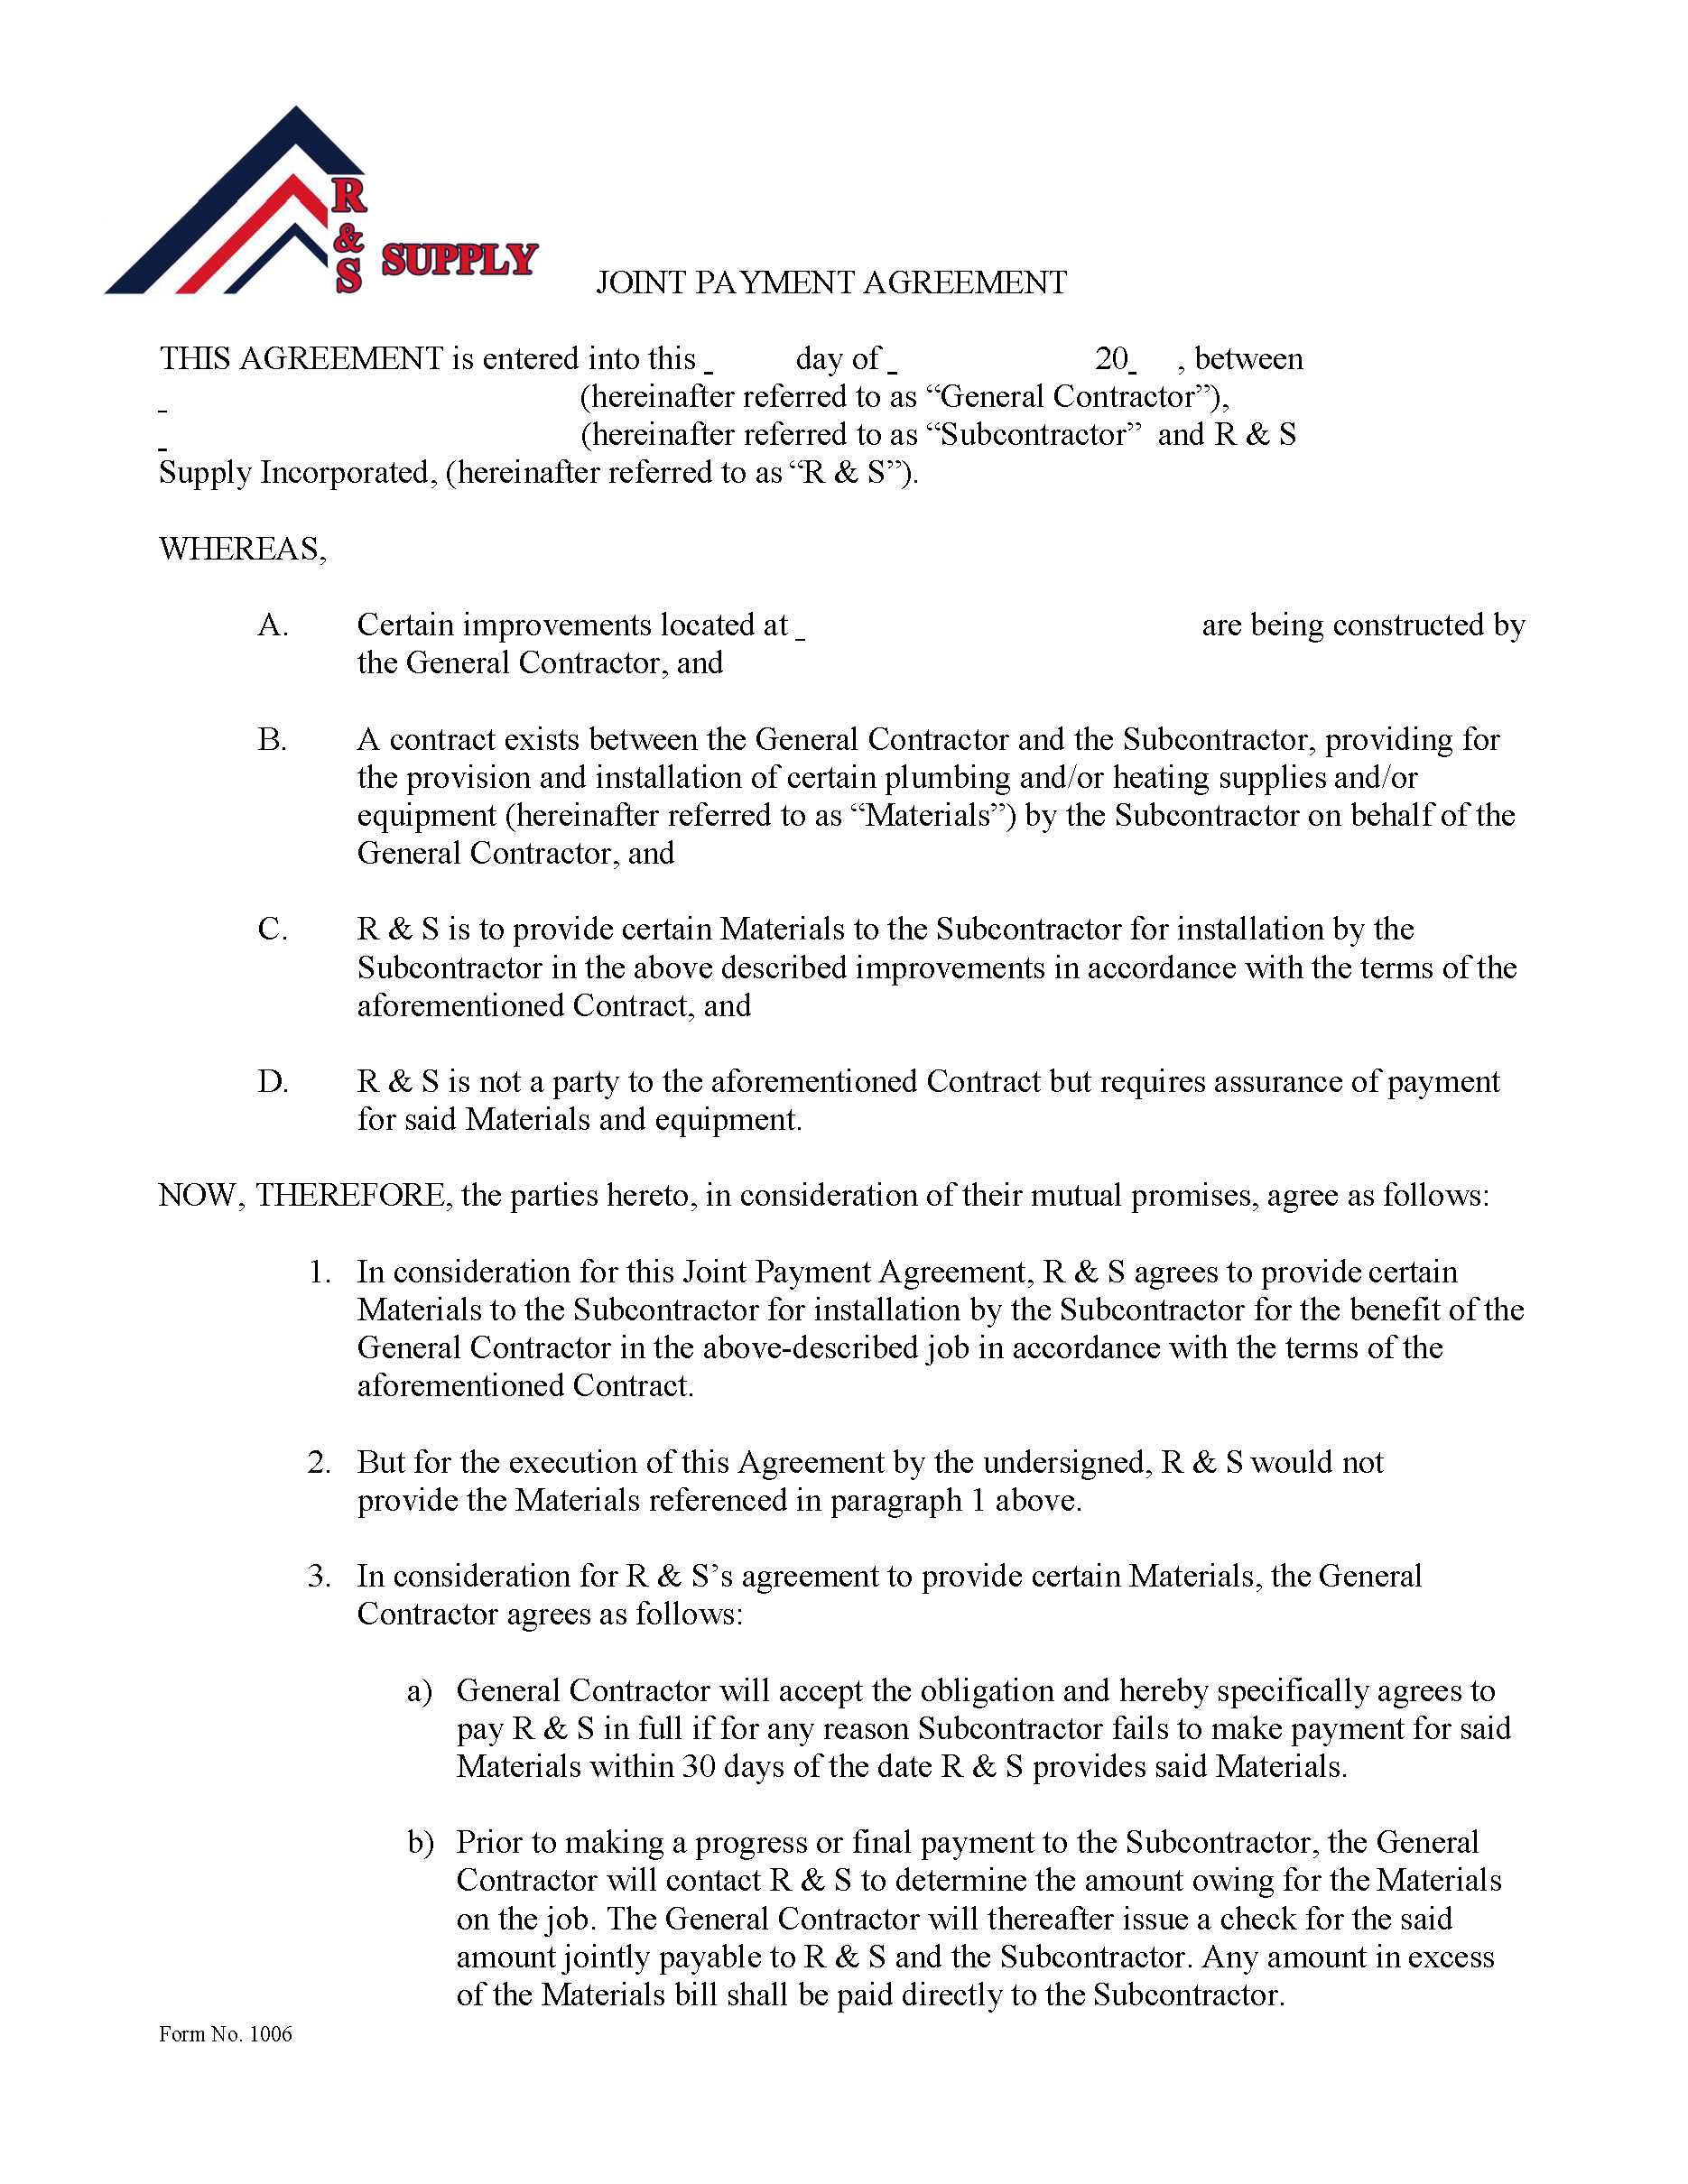 R
&
S SUPPLY
JOINT PAYMENT AGREEMENT
THIS AGREEMENT is entered into this _ day of _ 20_ , between
_ (hereinafter referred to as “General Contractor”),
_ (hereinafter referred to as “Subcontractor” and R & S
Supply Incorporated, (hereinafter referred to as “R & S”).
WHEREAS,
A. Certain improvements located at _ are being constructed by
the General Contractor, and
B. A contract exists between the General Contractor and the Subcontractor, providing for
the provision and installation of certain plumbing and/or heating supplies and/or
equipment (hereinafter referred to as “Materials”) by the Subcontractor on behalf of the
General Contractor, and
C. R & S is to provide certain Materials to the Subcontractor for installation by the
Subcontractor in the above described improvements in accordance with the terms of the
aforementioned Contract, and
D. R & S is not a party to the aforementioned Contract but requires assurance of payment
for said Materials and equipment.
NOW, THEREFORE, the parties hereto, in consideration of their mutual promises, agree as follows:
1. In consideration for this Joint Payment Agreement, R & S agrees to provide certain
Materials to the Subcontractor for installation by the Subcontractor for the benefit of the
General Contractor in the above-described job in accordance with the terms of the
aforementioned Contract.
2. But for the execution of this Agreement by the undersigned, R & S would not
provide the Materials referenced in paragraph 1 above.
3. In consideration for R & S’s agreement to provide certain Materials, the General
Contractor agrees as follows:
a) General Contractor will accept the obligation and hereby specifically agrees to
pay R & S in full if for any reason Subcontractor fails to make payment for said
Materials within 30 days of the date R & S provides said Materials.
b) Prior to making a progress or final payment to the Subcontractor, the General
Contractor will contact R & S to determine the amount owing for the Materials
on the job. The General Contractor will thereafter issue a check for the said
amount jointly payable to R & S and the Subcontractor. Any amount in excess
of the Materials bill shall be paid directly to the Subcontractor.
Form No. 1006